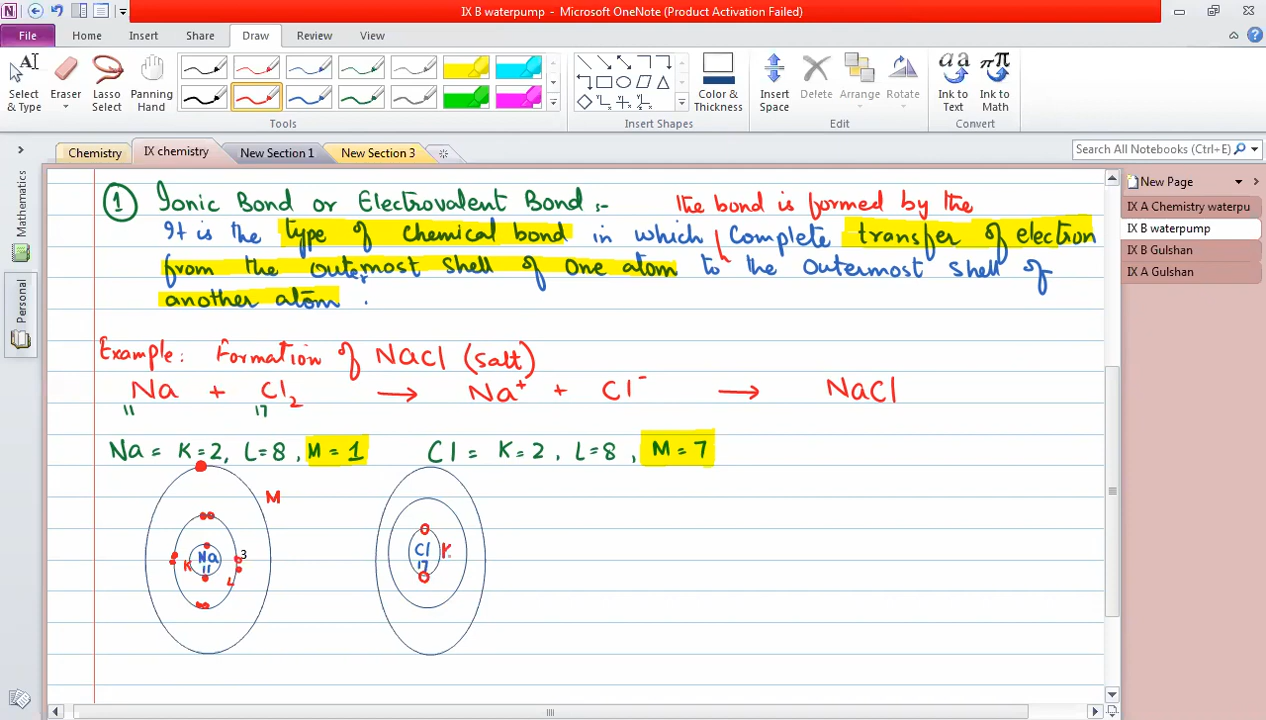 IX B waterpump - Microsoft OneNote (Product Activation Failed)
File Home Insert Share Draw Review View
Select & Type Eraser Lasso Select Panning Hand Color & Thickness Insert Space Delete Arrange Rotate Ink to Text Ink to Math
Tools Insert Shapes Edit Convert
Chemistry IX chemistry New Section 1 New Section 3
Search All Notebooks (Ctrl+E)
Mathematics
Personal
New Page
IX A Chemistry waterpu
IX B waterpump
IX B Gulshan
IX A Gulshan
1 Ionic Bond or Electrovalent Bond :- the bond is formed by the
It is the type of chemical bond in which Complete transfer of electron
from the outermost shell of one atom to the outermost shell of
another atom .
Example: Formation of NaCl (salt)
Na + Cl2 → Na+ + Cl- → NaCl
11 17
Na = K=2, L=8, M=1 Cl = K=2, L=8, M=7
M
Na 3 Cl K
K 11 17
L